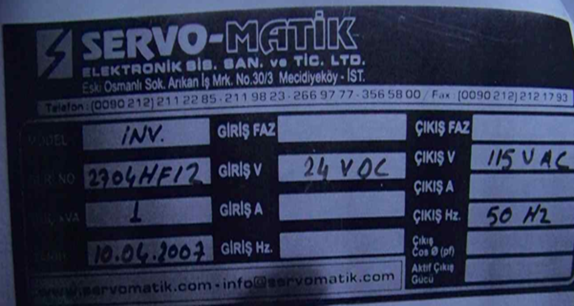 SERVO-MATİK
ELEKTRONİK SİS. SAN. ve TİC. LTD.
Eski Osmanlı Sok. Arıkan İş Mrk. No.30/3 Mecidiyeköy - İST.
Telefon: (0090 212) 211 22 85 - 211 98 23 - 266 97 77 - 356 58 00 / Fax: (0090 212) 212 17 93
MODEL İNV. GİRİŞ FAZ ÇIKIŞ FAZ
NO 2704HF12 GİRİŞ V 24 VDC ÇIKIŞ V 115 VAC
KVA 1 GİRİŞ A ÇIKIŞ A
10.04.2007 GİRİŞ Hz. ÇIKIŞ Hz. 50 Hz
Çıkış Cos Ø (pf)
Aktif Çıkış Gücü
www.servomatik.com - info@servomatik.com